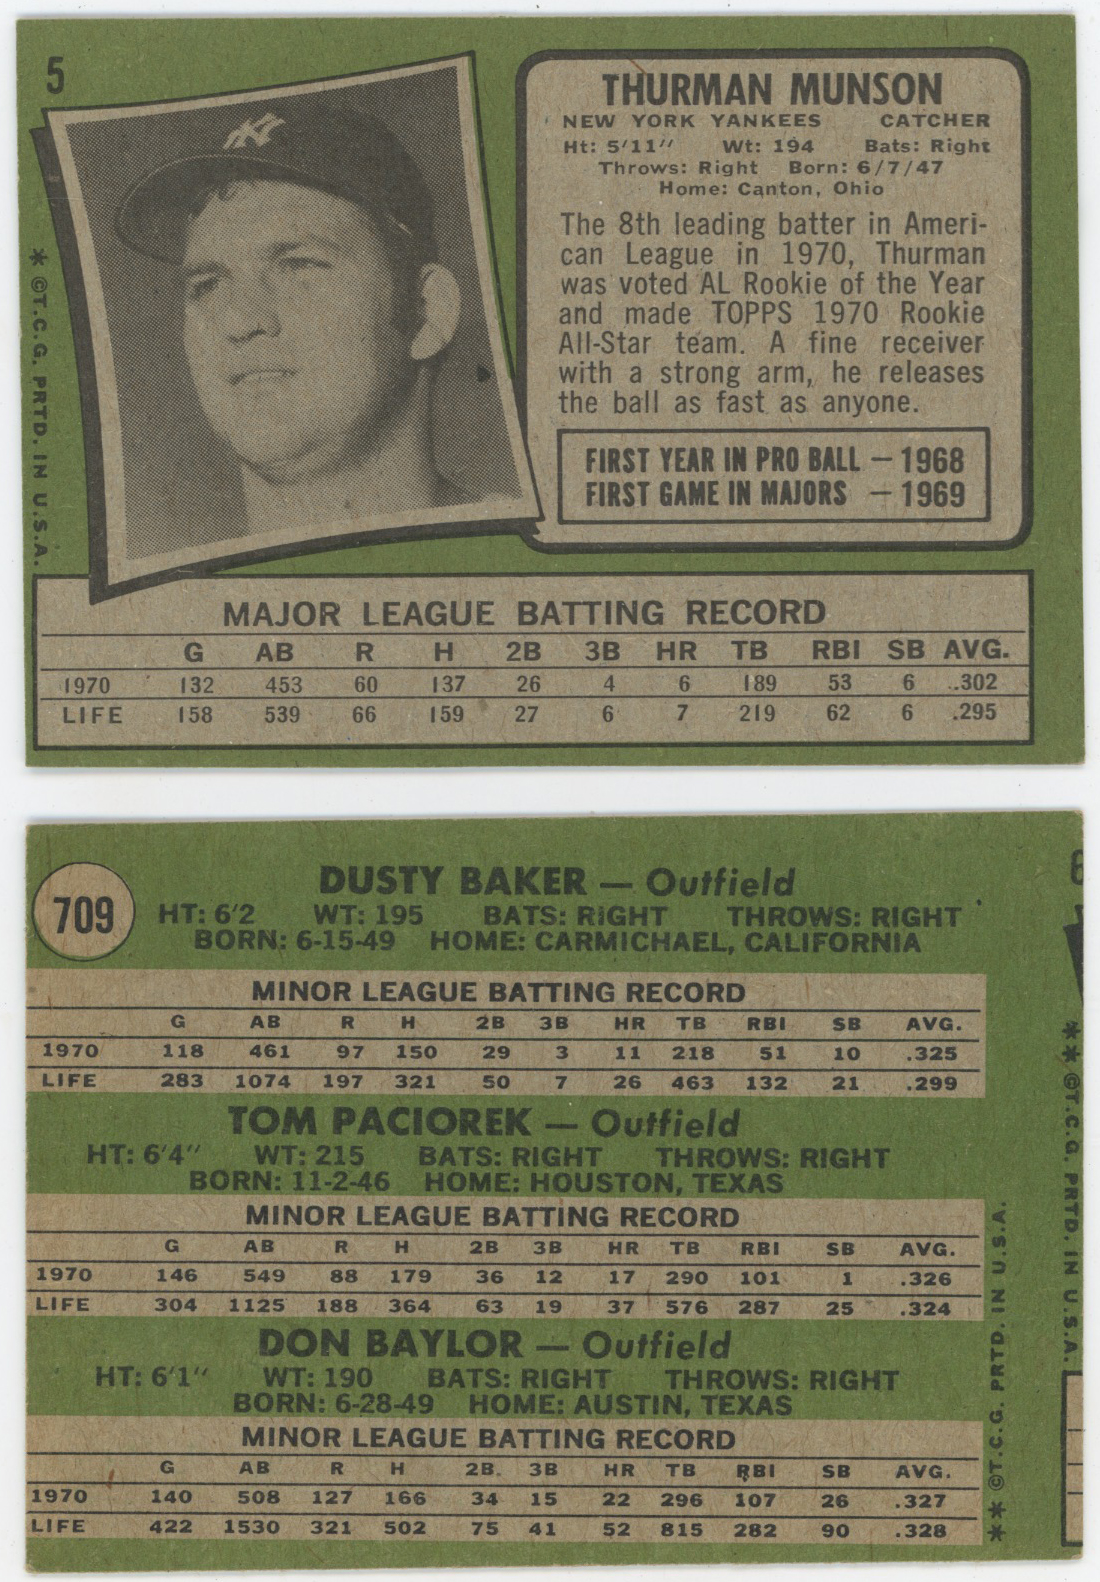 5
THURMAN MUNSON
NEW YORK YANKEES CATCHER
Ht: 5'11" Wt: 194 Bats: Right
Throws: Right Born: 6/7/47
Home: Canton, Ohio
The 8th leading batter in Ameri-
can League in 1970, Thurman
was voted AL Rookie of the Year
and made TOPPS 1970 Rookie
All-Star team. A fine receiver
with a strong arm, he releases
the ball as fast as anyone.
FIRST YEAR IN PRO BALL – 1968
FIRST GAME IN MAJORS – 1969
NY
* ©T.C.G. PRTD. IN U.S.A.
MAJOR LEAGUE BATTING RECORD
G AB R H 2B 3B HR TB RBI SB AVG.
1970 132 453 60 137 26 4 6 189 53 6 .302
LIFE 158 539 66 159 27 6 7 219 62 6 .295
709
DUSTY BAKER — Outfield
HT: 6'2 WT: 195 BATS: RIGHT THROWS: RIGHT
BORN: 6-15-49 HOME: CARMICHAEL, CALIFORNIA
MINOR LEAGUE BATTING RECORD
G AB R H 2B 3B HR TB RBI SB AVG.
1970 118 461 97 150 29 3 11 218 51 10 .325
LIFE 283 1074 197 321 50 7 26 463 132 21 .299
TOM PACIOREK — Outfield
HT: 6'4" WT: 215 BATS: RIGHT THROWS: RIGHT
BORN: 11-2-46 HOME: HOUSTON, TEXAS
MINOR LEAGUE BATTING RECORD
G AB R H 2B 3B HR TB RBI SB AVG.
1970 146 549 88 179 36 12 17 290 101 1 .326
LIFE 304 1125 188 364 63 19 37 576 287 25 .324
DON BAYLOR — Outfield
HT: 6'1" WT: 190 BATS: RIGHT THROWS: RIGHT
BORN: 6-28-49 HOME: AUSTIN, TEXAS
MINOR LEAGUE BATTING RECORD
G AB R H 2B 3B HR TB RBI SB AVG.
1970 140 508 127 166 34 15 22 296 107 26 .327
LIFE 422 1530 321 502 75 41 52 815 282 90 .328
** ©T.C.G. PRTD. IN U.S.A.
** ©T.C.G. PRTD. IN U.S.A.